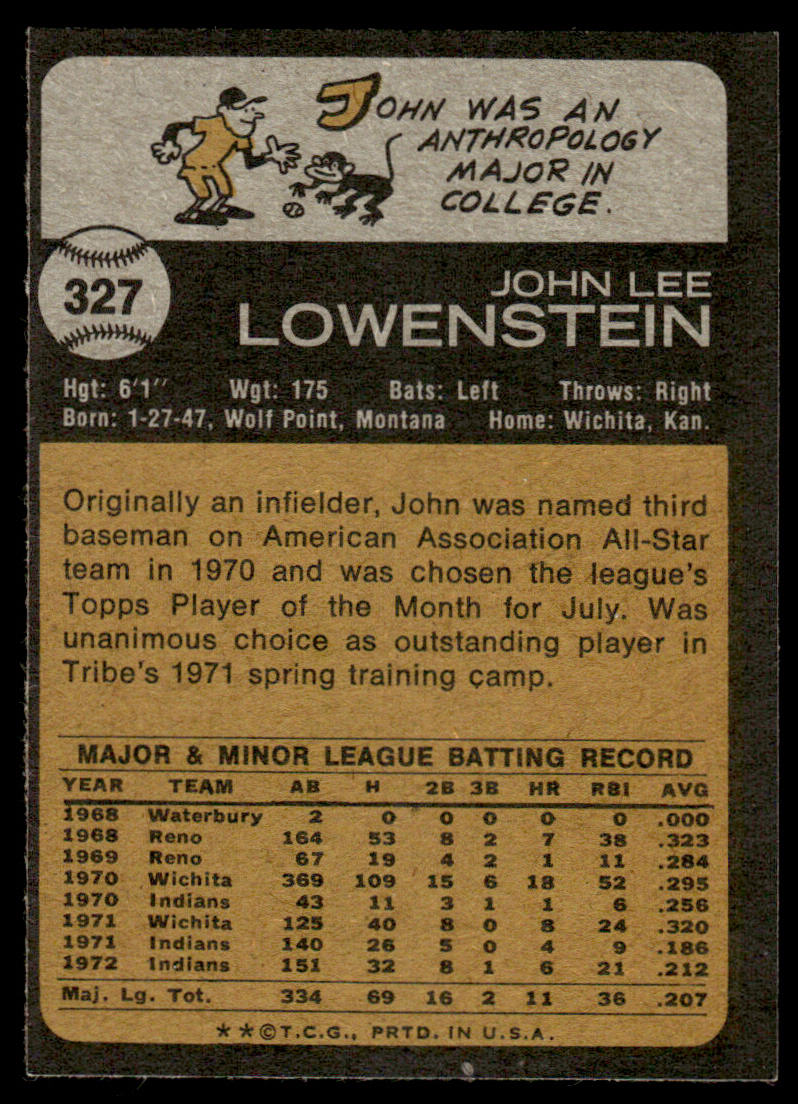 JOHN WAS AN
ANTHROPOLOGY
MAJOR IN
COLLEGE.
327
JOHN LEE
LOWENSTEIN
Hgt: 6'1" Wgt: 175 Bats: Left Throws: Right
Born: 1-27-47, Wolf Point, Montana Home: Wichita, Kan.
Originally an infielder, John was named third
baseman on American Association All-Star
team in 1970 and was chosen the league's
Topps Player of the Month for July. Was
unanimous choice as outstanding player in
Tribe's 1971 spring training camp.
MAJOR & MINOR LEAGUE BATTING RECORD
YEAR TEAM AB H 2B 3B HR RBI AVG
1968 Waterbury 2 0 0 0 0 0 .000
1968 Reno 164 53 8 2 7 38 .323
1969 Reno 67 19 4 2 1 11 .284
1970 Wichita 369 109 15 6 18 52 .295
1970 Indians 43 11 3 1 1 6 .256
1971 Wichita 125 40 8 0 8 24 .320
1971 Indians 140 26 5 0 4 9 .186
1972 Indians 151 32 8 1 6 21 .212
Maj. Lg. Tot. 334 69 16 2 11 36 .207
**©T.C.G., PRTD. IN U.S.A.